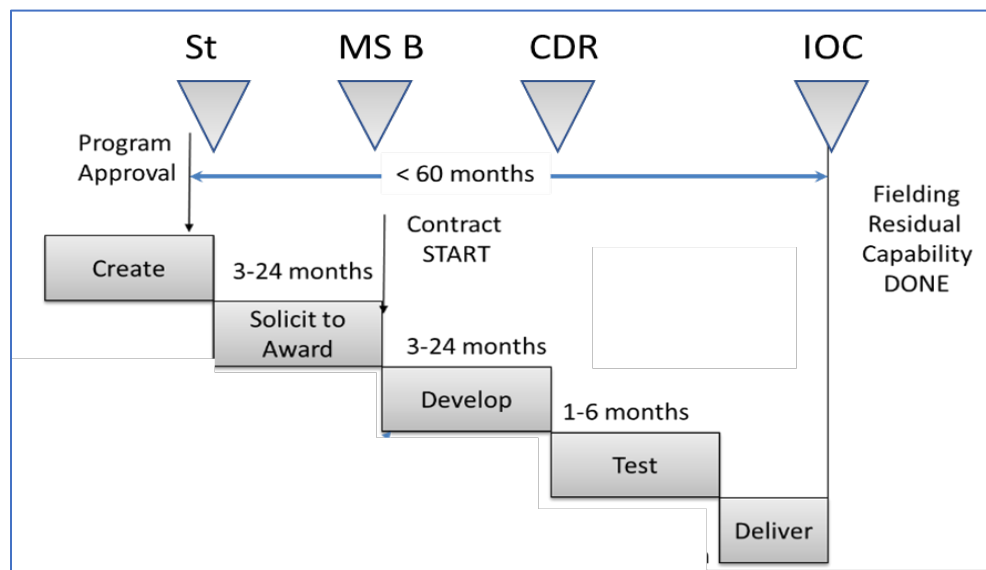 St
MS B
CDR
IOC
Program
Approval
< 60 months
Contract
START
Fielding
Residual
Capability
DONE
Create
3-24 months
Solicit to
Award
3-24 months
Develop
1-6 months
Test
Deliver